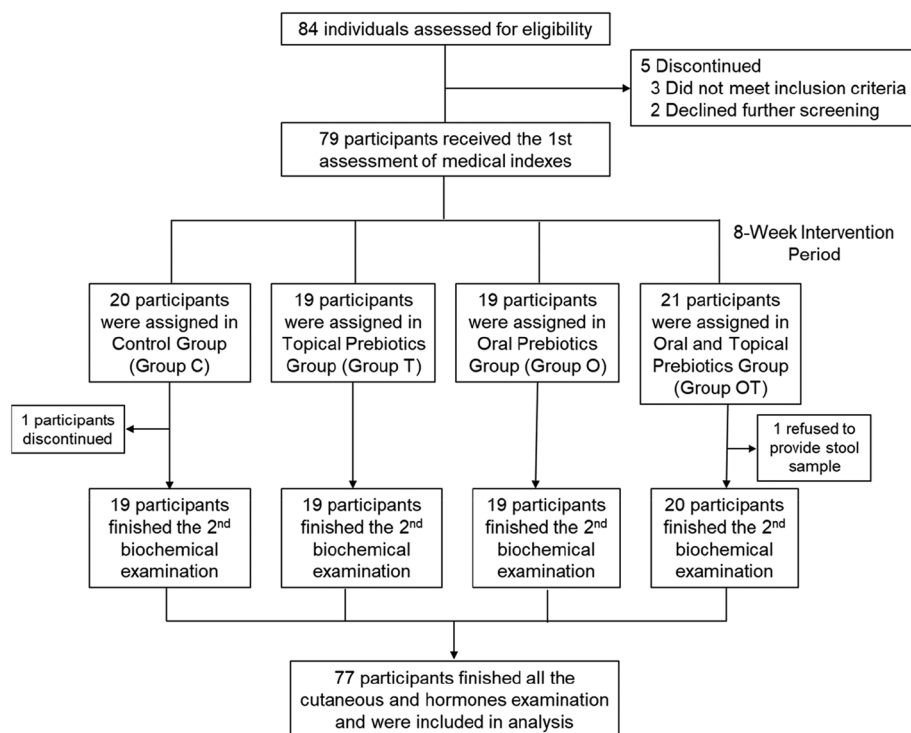 84 individuals assessed for eligibility
5 Discontinued
3 Did not meet inclusion criteria
2 Declined further screening
79 participants received the 1st
assessment of medical indexes
8-Week Intervention
Period
20 participants
were assigned in
Control Group
(Group C)
19 participants
were assigned in
Topical Prebiotics
Group (Group T)
19 participants
were assigned in
Oral Prebiotics
Group (Group O)
21 participants
were assigned in
Oral and Topical
Prebiotics Group
(Group OT)
1 participants
discontinued
1 refused to
provide stool
sample
19 participants
finished the 2nd
biochemical
examination
19 participants
finished the 2nd
biochemical
examination
19 participants
finished the 2nd
biochemical
examination
20 participants
finished the 2nd
biochemical
examination
77 participants finished all the
cutaneous and hormones examination
and were included in analysis